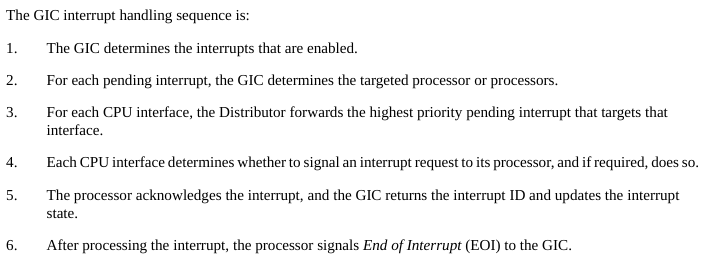 The GIC interrupt handling sequence is:
1. The GIC determines the interrupts that are enabled.
2. For each pending interrupt, the GIC determines the targeted processor or processors.
3. For each CPU interface, the Distributor forwards the highest priority pending interrupt that targets that
interface.
4. Each CPU interface determines whether to signal an interrupt request to its processor, and if required, does so.
5. The processor acknowledges the interrupt, and the GIC returns the interrupt ID and updates the interrupt
state.
6. After processing the interrupt, the processor signals End of Interrupt (EOI) to the GIC.